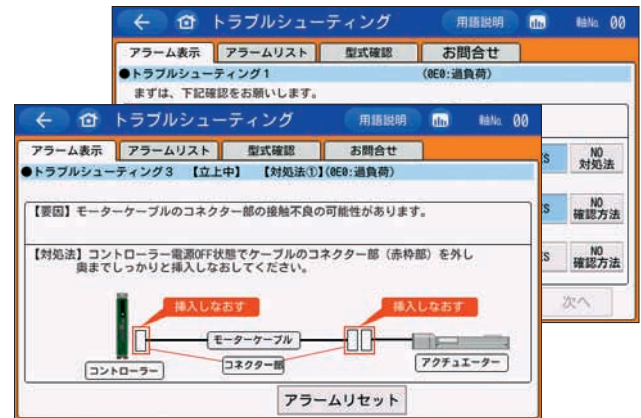 トラブルシューティング
用語説明
軸No. 00
アラーム表示
アラームリスト
型式確認
お問合せ
●トラブルシューティング1
(0E0:過負荷)
まずは、下記確認をお願いします。
NO
対処法
NO
確認方法
NO
確認方法
次へ
トラブルシューティング
用語説明
軸No. 00
アラーム表示
アラームリスト
型式確認
お問合せ
●トラブルシューティング3 【立上中】 【対処法①】(0E0:過負荷)
【要因】モーターケーブルのコネクター部の接触不良の可能性があります。
【対処法】コントローラー電源OFF状態でケーブルのコネクター部(赤枠部)を外し
奥までしっかりと挿入しなおしてください。
挿入しなおす
挿入しなおす
モーターケーブル
コネクター部
コントローラー
アクチュエーター
アラームリセット